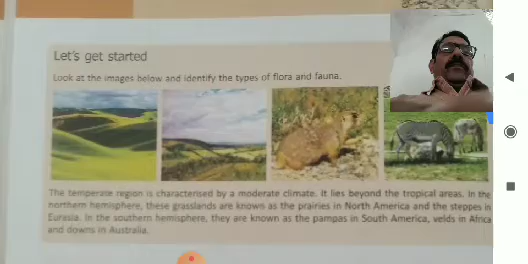 Let's get started
Look at the images below and identify the types of flora and fauna.
The temperate region is characterised by a moderate climate. It lies beyond the tropical areas. In the
northern hemisphere, these grasslands are known as the prairies in North America and the steppes in
Eurasia. In the southern hemisphere, they are known as the pampas in South America, velds in Africa
and downs in Australia.